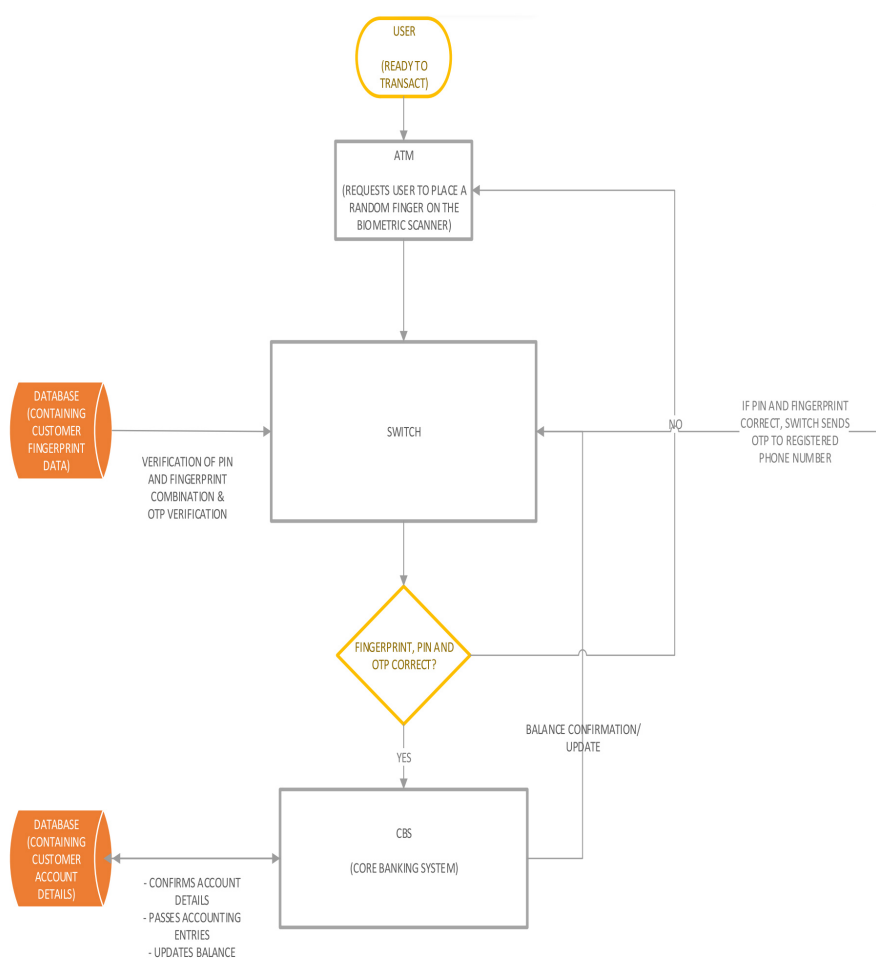 USER
(READY TO
TRANSACT)
ATM
(REQUESTS USER TO PLACE A
RANDOM FINGER ON THE
BIOMETRIC SCANNER)
DATABASE
(CONTAINING
CUSTOMER
FINGERPRINT
DATA)
VERIFICATION OF PIN
AND FINGERPRINT
COMBINATION &
OTP VERIFICATION
SWITCH
NO
IF PIN AND FINGERPRINT
CORRECT, SWITCH SENDS
OTP TO REGISTERED
PHONE NUMBER
FINGERPRINT, PIN AND
OTP CORRECT?
YES
BALANCE CONFIRMATION/
UPDATE
DATABASE
(CONTAINING
CUSTOMER
ACCOUNT
DETAILS)
- CONFIRMS ACCOUNT
DETAILS
- PASSES ACCOUNTING
ENTRIES
- UPDATES BALANCE
CBS
(CORE BANKING SYSTEM)